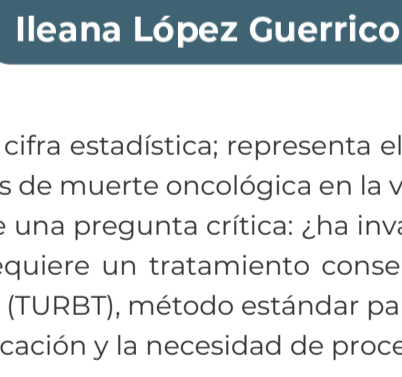 Ileana López Guerrico
cifra estadística; representa el
s de muerte oncológica en la v
e una pregunta crítica: ¿ha inva
equiere un tratamiento conse
(TURBT), método estándar pa
cación y la necesidad de proce